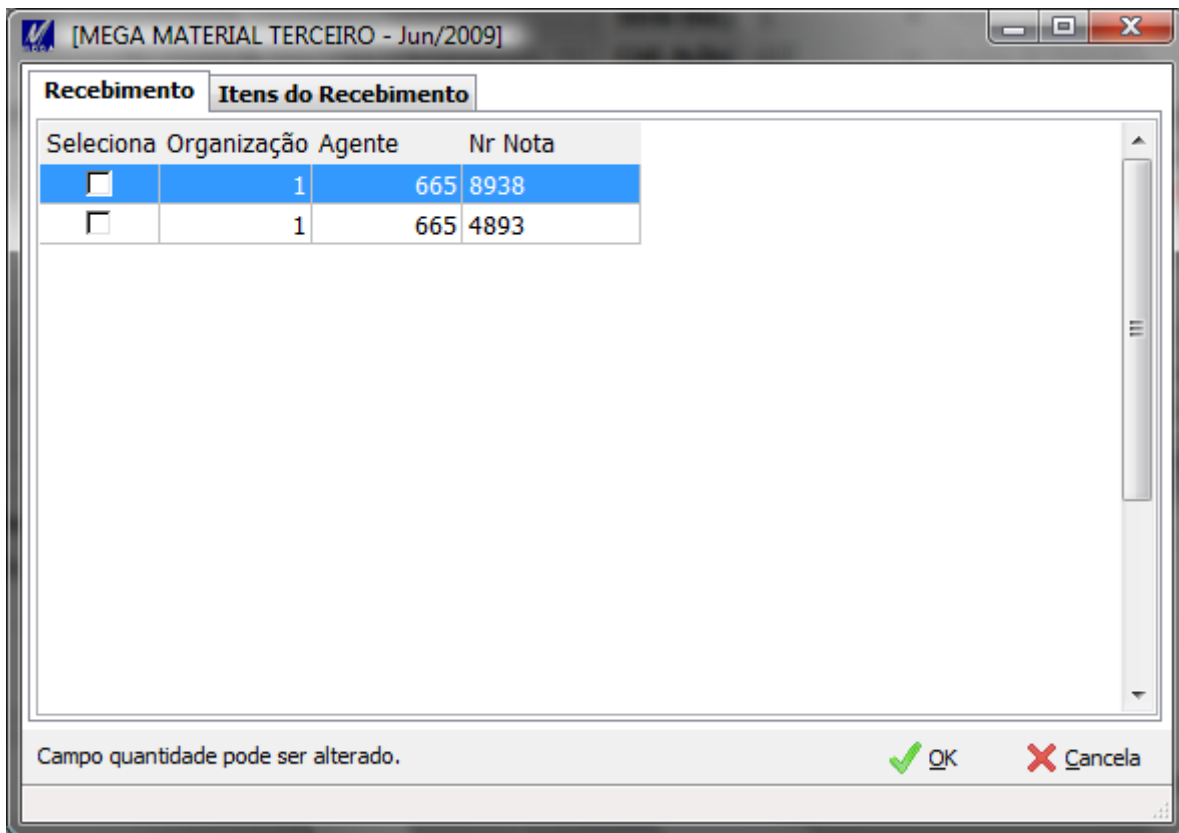 [MEGA MATERIAL TERCEIRO - Jun/2009]
Recebimento Itens do Recebimento
Seleciona Organização Agente Nr Nota
1 665 8938
1 665 4893
Campo quantidade pode ser alterado. OK Cancela